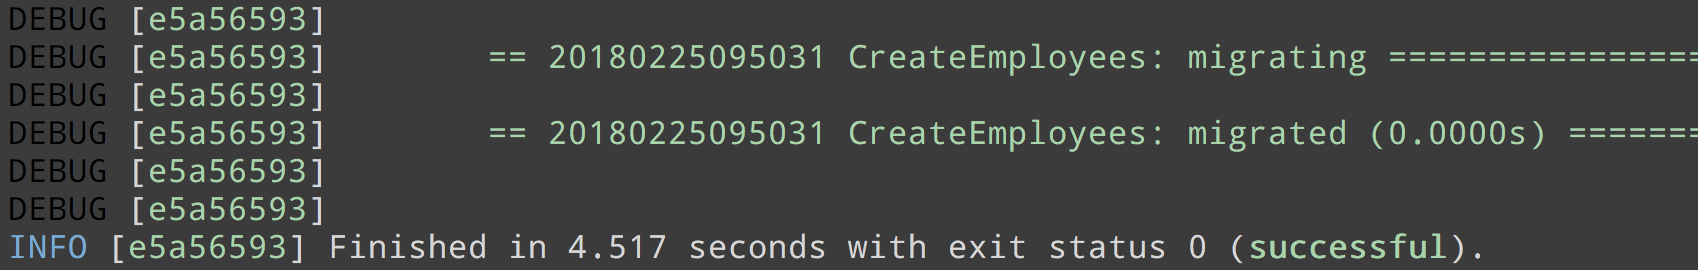 DEBUG [e5a56593]
DEBUG [e5a56593]        == 20180225095031 CreateEmployees: migrating ================
DEBUG [e5a56593]
DEBUG [e5a56593]        == 20180225095031 CreateEmployees: migrated (0.0000s) =======
DEBUG [e5a56593]
DEBUG [e5a56593]
INFO [e5a56593] Finished in 4.517 seconds with exit status 0 (successful).